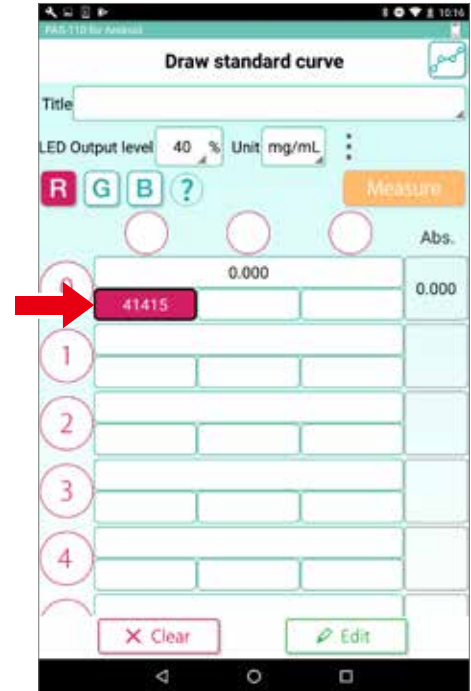 10:16
PAS-110 for Android
Draw standard curve
Title
LED Output level 40 % Unit mg/mL
R G B ? Measure
Abs.
0 0.000 0.000
41415
1
2
3
4
X Clear Edit